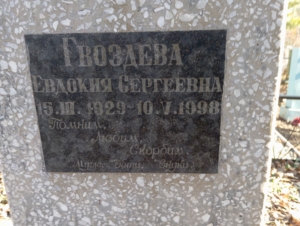 ГВОЗДЕВА
ЕВДОКИЯ СЕРГЕЕВНА
15.III.1929-10.V.1998
Помним,
Любим,
Скорбим.